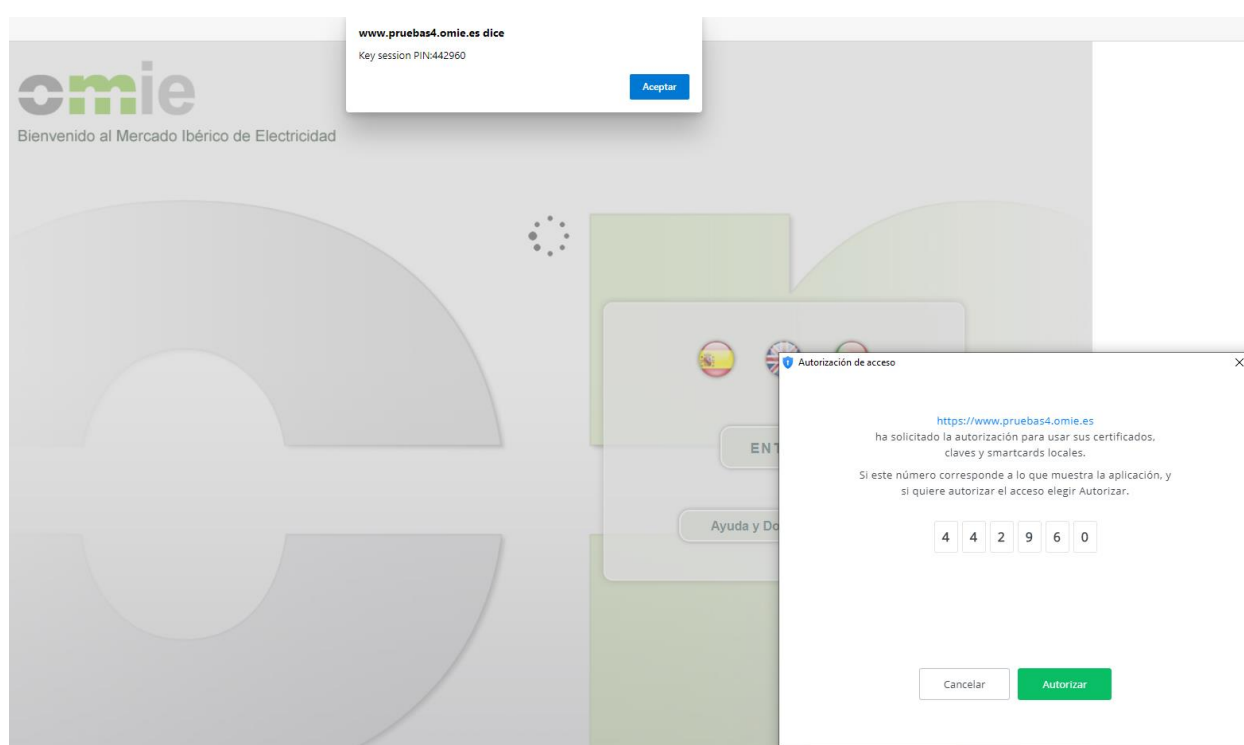 www.pruebas4.omie.es dice
Key session PIN:442960
Aceptar
omie
Bienvenido al Mercado Ibérico de Electricidad
Autorización de acceso
https://www.pruebas4.omie.es
ha solicitado la autorización para usar sus certificados,
claves y smartcards locales.
Si este número corresponde a lo que muestra la aplicación, y
si quiere autorizar el acceso elegir Autorizar.
ENT
Ayuda y Do
4 4 2 9 6 0
Cancelar
Autorizar